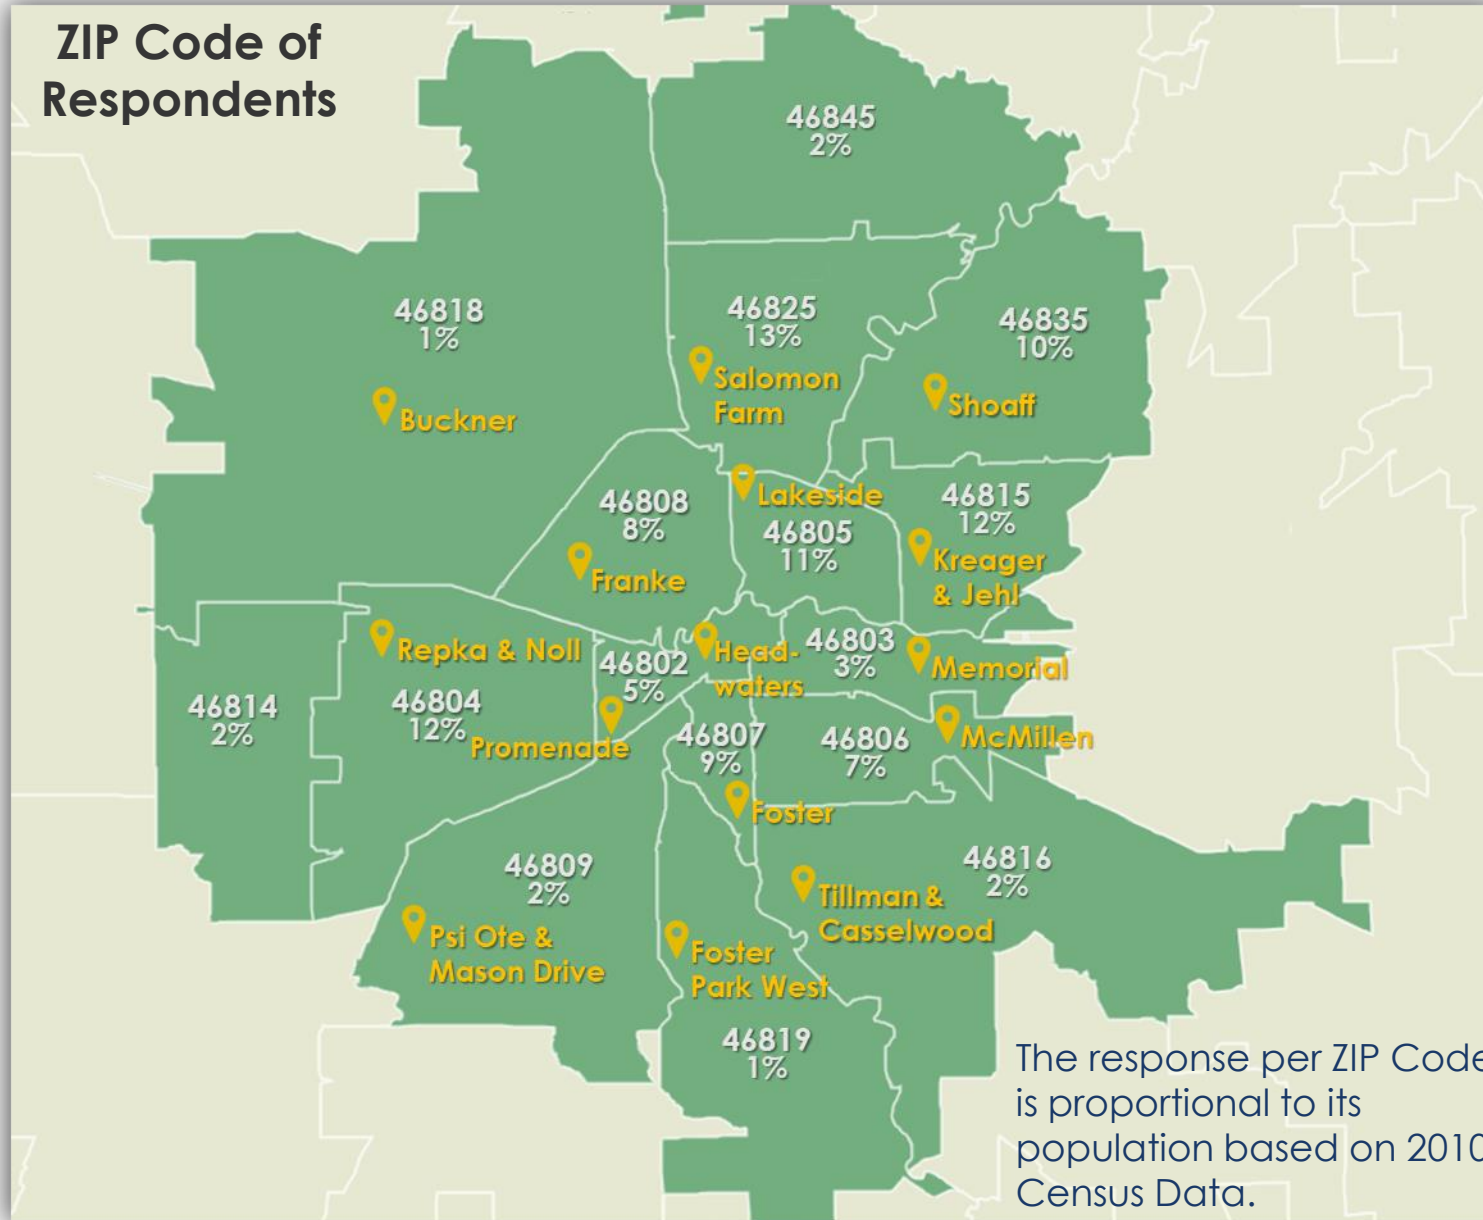 ZIP Code of
Respondents
46845
2%
46818
1%
46825
13%
46835
10%
Salomon
Farm
Shoaff
Buckner
Lakeside
46808
8%
46815
12%
46805
11%
Franke
Kreager
& Jehl
Repka & Noll
46802
5%
Head-
waters
46803
3%
Memorial
46814
2%
46804
12%
Promenade
46807
9%
46806
7%
McMillen
Foster
46809
2%
46816
2%
Tillman &
Casselwood
Psi Ote &
Mason Drive
Foster
Park West
46819
1%
The response per ZIP Code
is proportional to its
population based on 2010
Census Data.